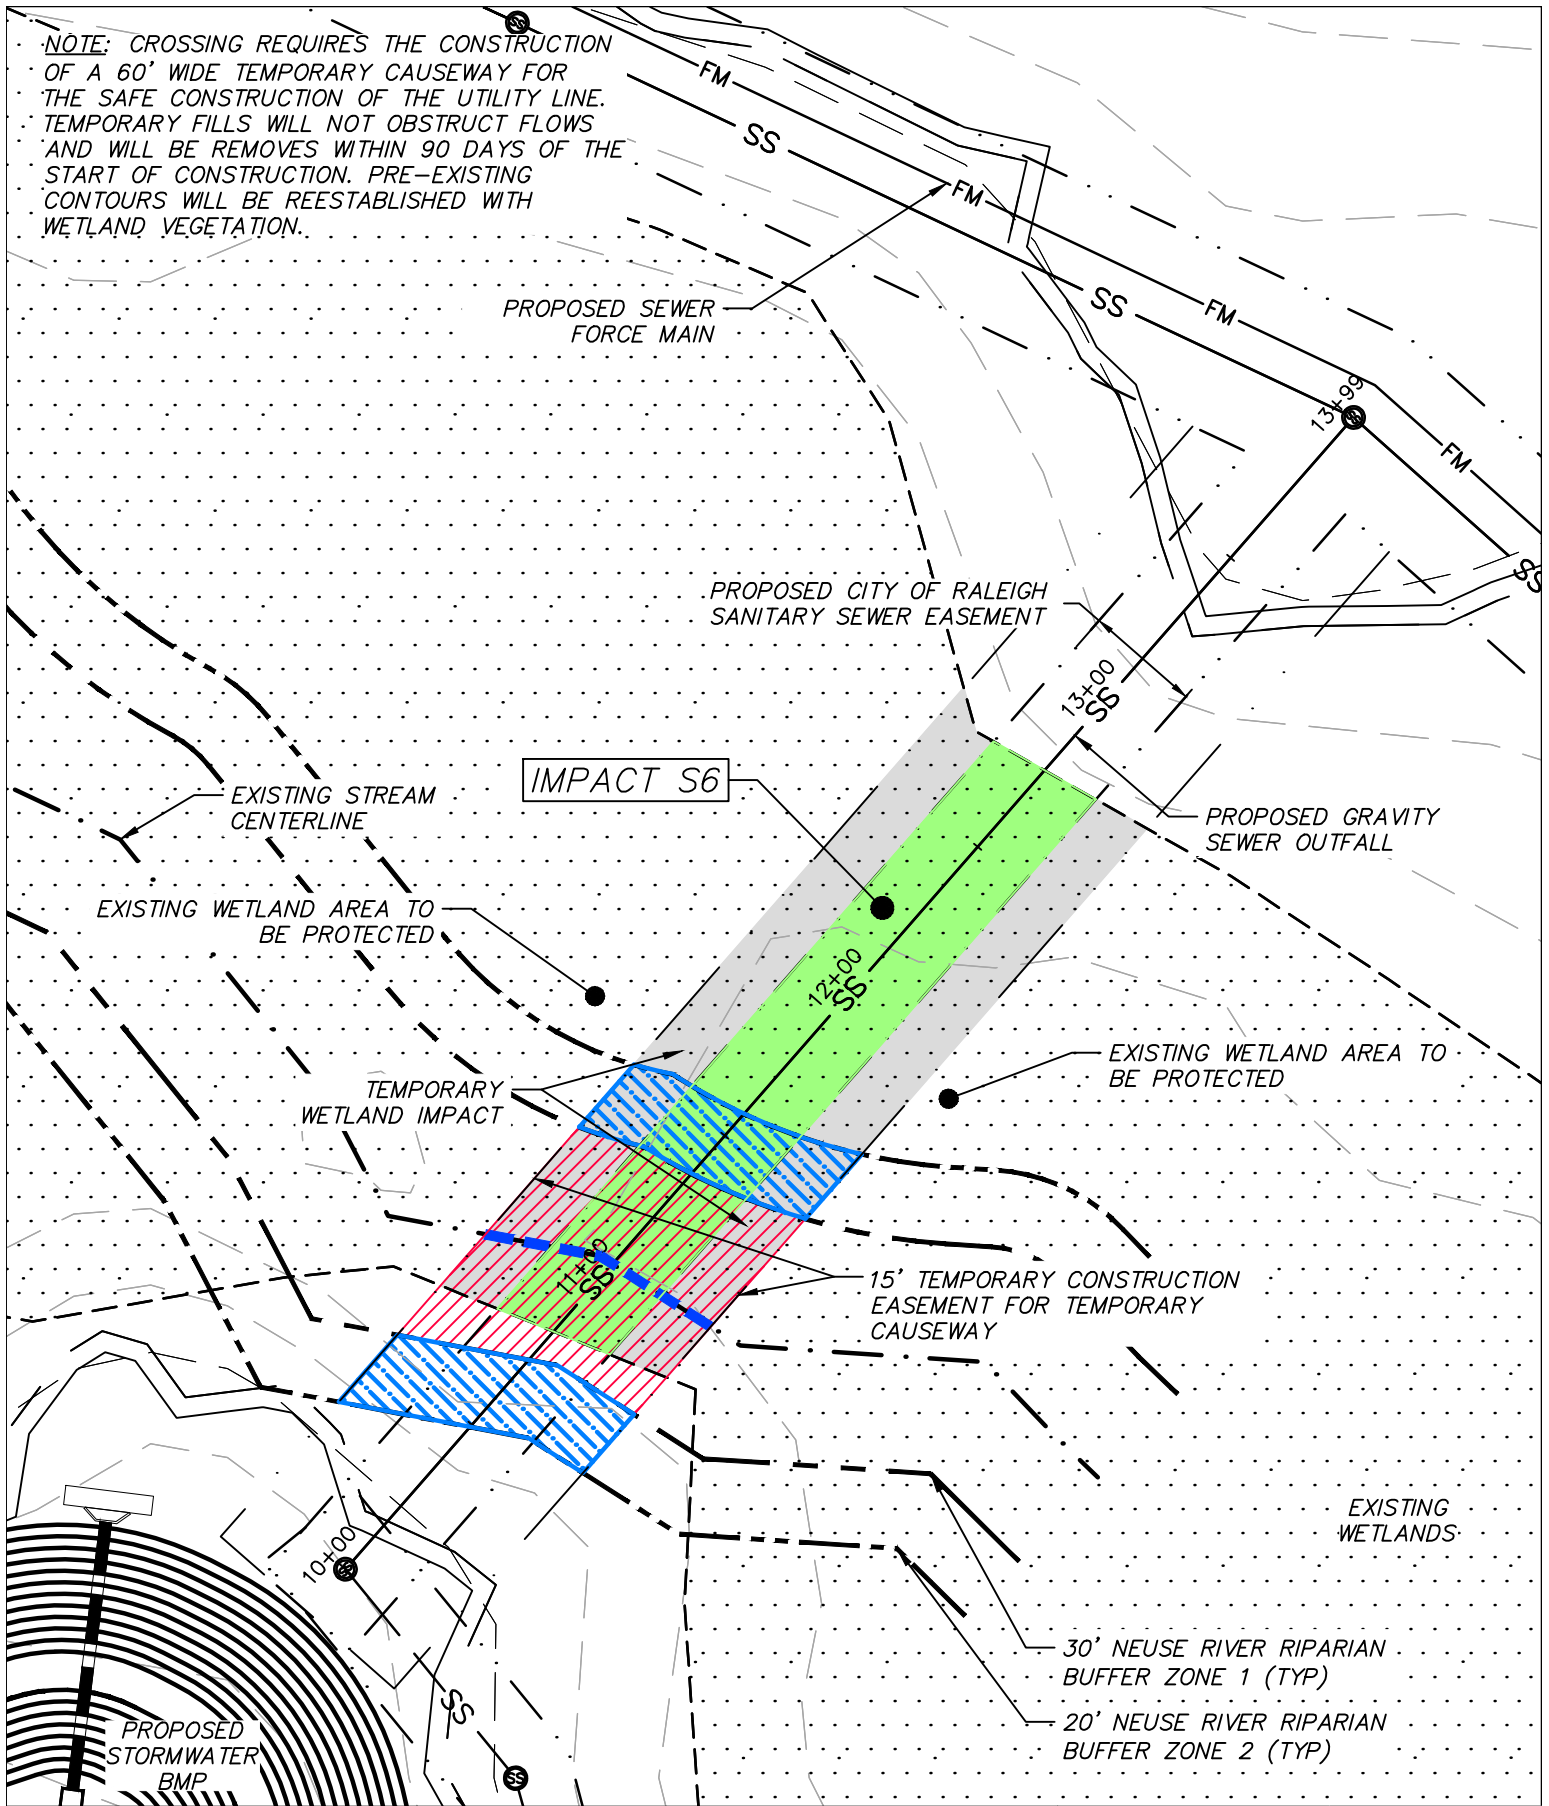 NOTE: CROSSING REQUIRES THE CONSTRUCTION
OF A 60' WIDE TEMPORARY CAUSEWAY FOR
THE SAFE CONSTRUCTION OF THE UTILITY LINE.
TEMPORARY FILLS WILL NOT OBSTRUCT FLOWS
AND WILL BE REMOVES WITHIN 90 DAYS OF THE
START OF CONSTRUCTION. PRE-EXISTING
CONTOURS WILL BE REESTABLISHED WITH
WETLAND VEGETATION.
SS
FM
SS
FM
PROPOSED SEWER
FORCE MAIN
SS
FM
13+99
SS
FM
SS
PROPOSED CITY OF RALEIGH
SANITARY SEWER EASEMENT
13+00
SS
IMPACT S6
EXISTING STREAM
CENTERLINE
PROPOSED GRAVITY
SEWER OUTFALL
EXISTING WETLAND AREA TO
BE PROTECTED
12+00
SS
EXISTING WETLAND AREA TO
BE PROTECTED
TEMPORARY
WETLAND IMPACT
11+00
SS
15' TEMPORARY CONSTRUCTION
EASEMENT FOR TEMPORARY
CAUSEWAY
EXISTING
WETLANDS
10+00
SS
30' NEUSE RIVER RIPARIAN
BUFFER ZONE 1 (TYP)
SS
20' NEUSE RIVER RIPARIAN
BUFFER ZONE 2 (TYP)
PROPOSED
STORMWATER
BMP
SS